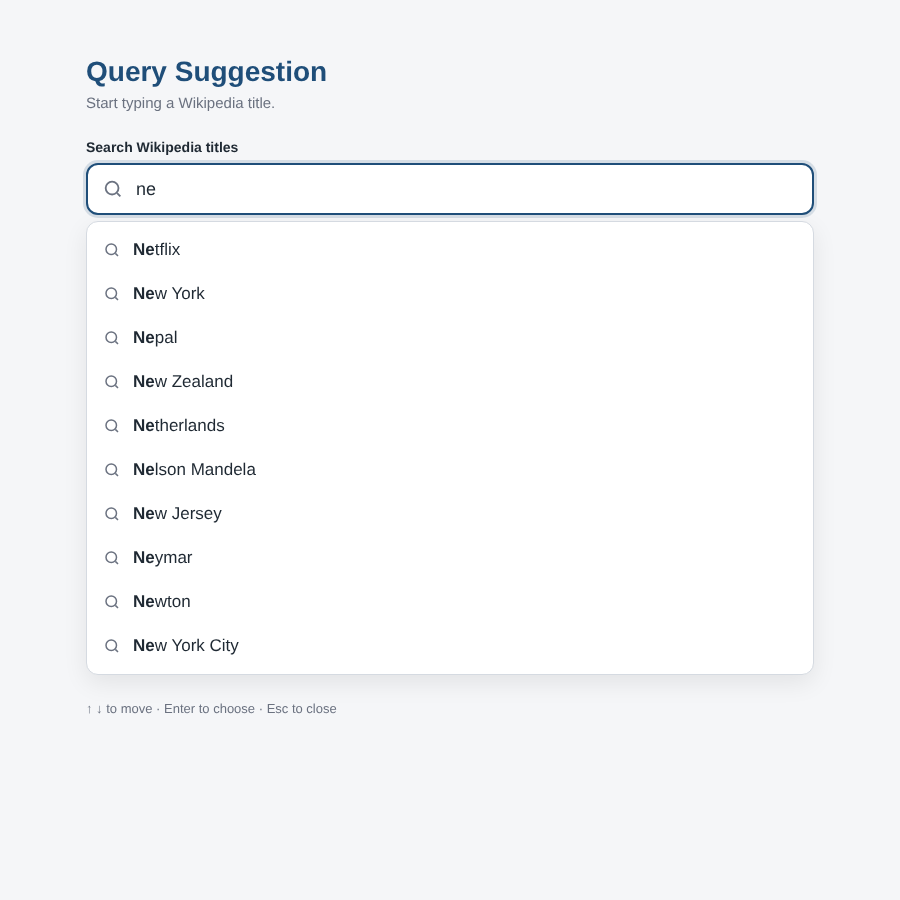 Query Suggestion
Start typing a Wikipedia title.
Search Wikipedia titles
ne
Netflix
New York
Nepal
New Zealand
Netherlands
Nelson Mandela
New Jersey
Neymar
Newton
New York City
↑ ↓ to move · Enter to choose · Esc to close